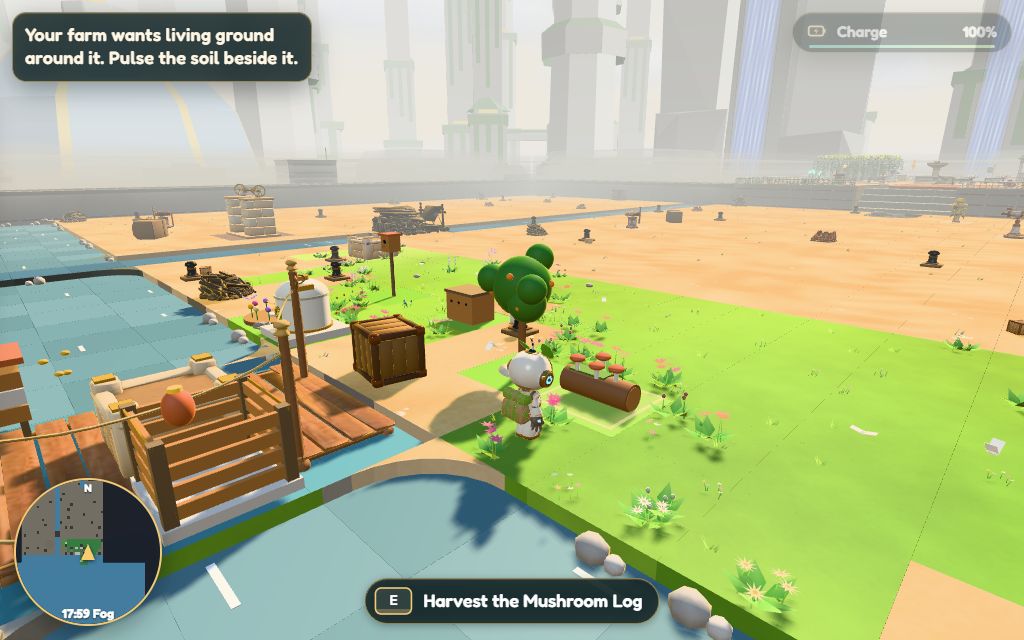 Your farm wants living ground
around it. Pulse the soil beside it.
Charge 100%
N
17:59 Fog
E Harvest the Mushroom Log